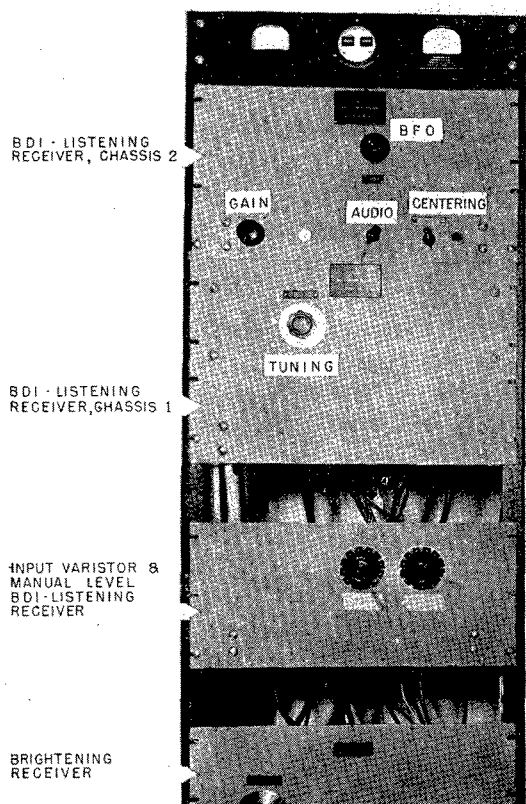 BDI - LISTENING
RECEIVER, CHASSIS 2
BFO
GAIN
AUDIO
CENTERING
TUNING
BDI - LISTENING
RECEIVER, GHASSIS 1
INPUT VARISTOR &
MANUAL LEVEL
BDI-LISTENING
RECEIVER
BRIGHTENING
RECEIVER